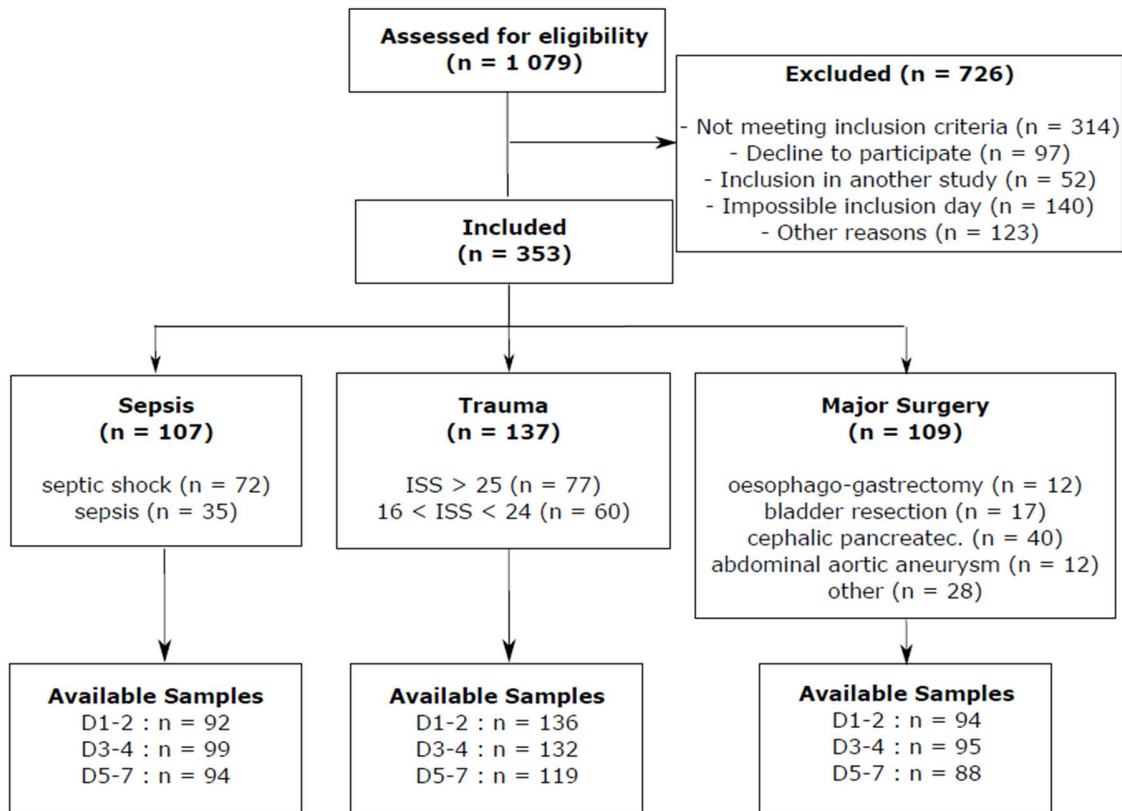 Assessed for eligibility
(n = 1 079)
Excluded (n = 726)
- Not meeting inclusion criteria (n = 314)
- Decline to participate (n = 97)
- Inclusion in another study (n = 52)
- Impossible inclusion day (n = 140)
- Other reasons (n = 123)
Included
(n = 353)
Sepsis
(n = 107)
septic shock (n = 72)
sepsis (n = 35)
Trauma
(n = 137)
ISS > 25 (n = 77)
16 < ISS < 24 (n = 60)
Major Surgery
(n = 109)
oesophago-gastrectomy (n = 12)
bladder resection (n = 17)
cephalic pancreatec. (n = 40)
abdominal aortic aneurysm (n = 12)
other (n = 28)
Available Samples
D1-2 : n = 92
D3-4 : n = 99
D5-7 : n = 94
Available Samples
D1-2 : n = 136
D3-4 : n = 132
D5-7 : n = 119
Available Samples
D1-2 : n = 94
D3-4 : n = 95
D5-7 : n = 88